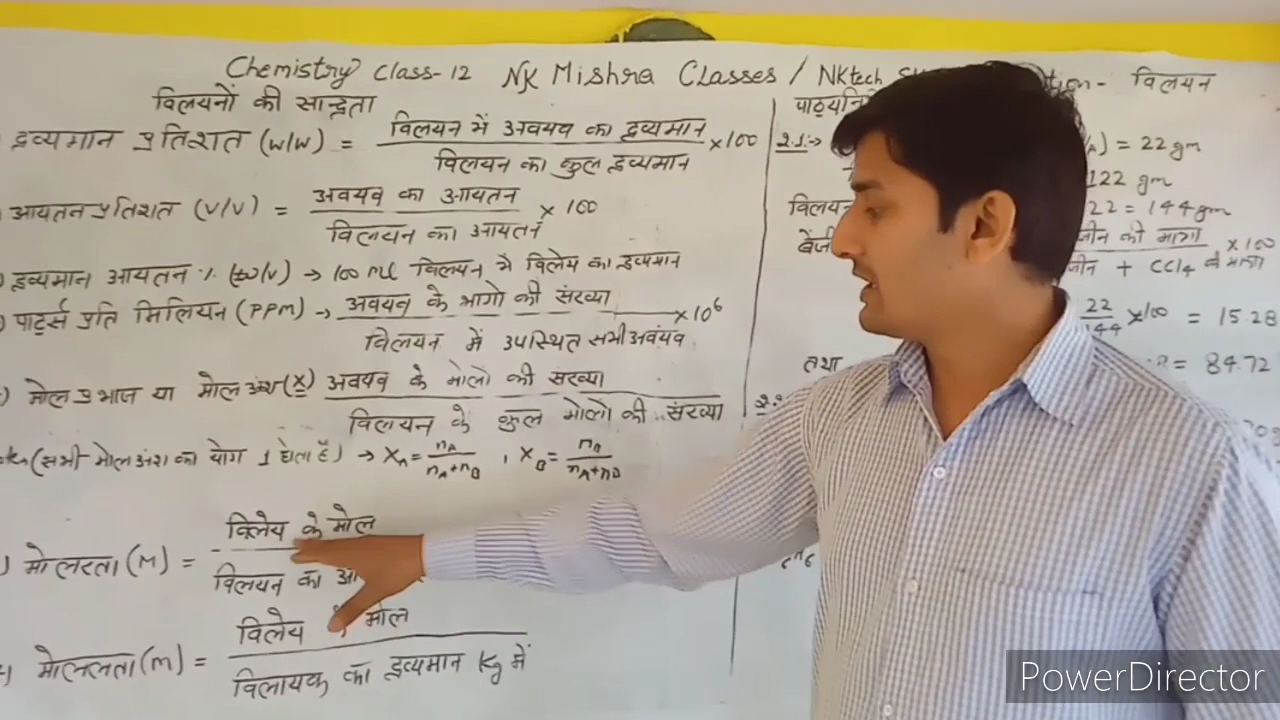 Chemistry Class-12 NK Mishra Classes / NKtech
विलयन
विलयनों की सान्द्रता
द्रव्यमान प्रतिशत (W/W) = विलयन में अवयव का द्रव्यमान × 100
विलयन का कुल द्रव्यमान
आयतन प्रतिशत (V/V) = अवयव का आयतन × 100
विलयन का आयतन
द्रव्यमान आयतन % (w/v) → 100 ml विलयन में विलेय का द्रव्यमान
पार्ट्स प्रति मिलियन (PPM) → अवयव के भागो की संख्या × 10⁶
विलयन में उपस्थित सभी अवयव
मोल प्रभाज या मोल अंश (x) अवयव के मोलो की संख्या
विलयन के कुल मोलो की संख्या
(सभी मोल अंश का योग 1 होता है) → XA = nA / nA+nB , XB = nB / nA+nB
मोलरता (M) = विलेय के मोल
विलयन का
मोललता (m) = विलेय मोल
विलायक का द्रव्यमान Kg में
2.1:→
= 22 gm
122 gm
विलयन 22 = 144 gm
की मात्रा × 100
+ CCl4
22/144 × 100 = 15.28
तथा = 84.72
PowerDirector